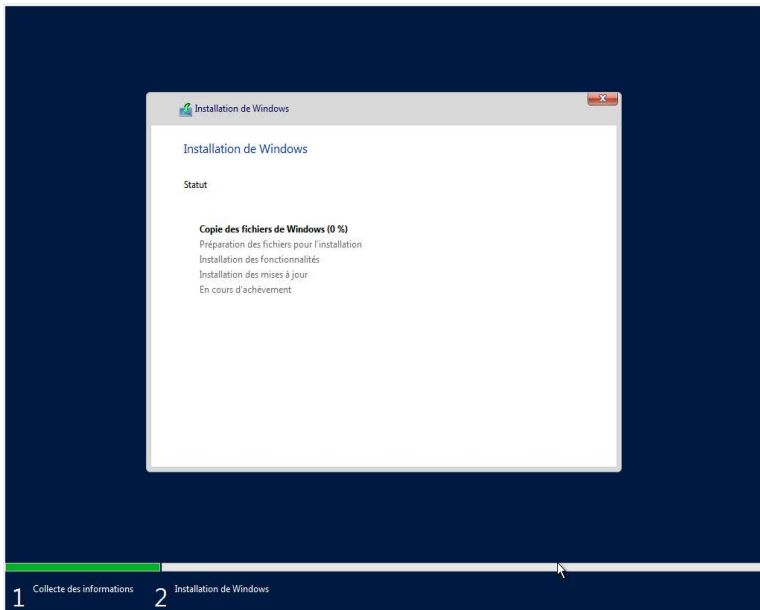 Installation de Windows
Installation de Windows
Statut
Copie des fichiers de Windows (0 %)
Préparation des fichiers pour l'installation
Installation des fonctionnalités
Installation des mises à jour
En cours d'achèvement
1 Collecte des informations 2 Installation de Windows